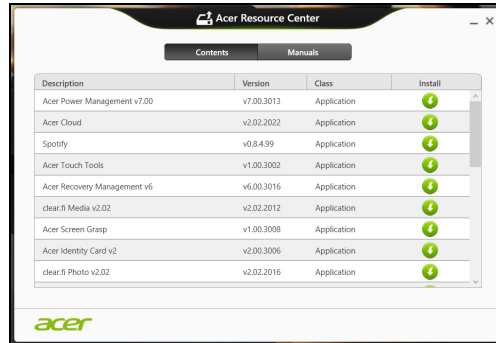 Acer Resource Center
Contents Manuals
Description Version Class Install
Acer Power Management v7.00 v7.00.3013 Application
Acer Cloud v2.02.2022 Application
Spotify v0.8.4.99 Application
Acer Touch Tools v1.00.3002 Application
Acer Recovery Management v6 v6.00.3016 Application
clear.fi Media v2.02 v2.02.2012 Application
Acer Screen Grasp v1.00.3008 Application
Acer Identity Card v2 v2.00.3006 Application
clear.fi Photo v2.02 v2.02.2016 Application
acer